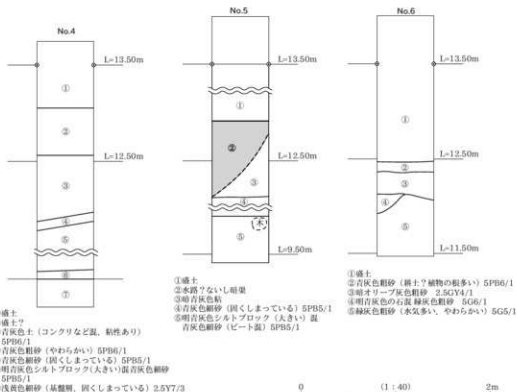 No.4
No.5
No.6
L=13.50m
L=12.50m
①
②
③
④
⑤
⑥
⑦
L=13.50m
L=12.50m
L=9.50m
①
②
③
④
⑤
木
L=13.50m
L=12.50m
L=11.50m
①
②
③
④
⑤
盛土
盛土？
青灰色土（コンクリなど混、粘性あり）
5PB6/1
青灰色粗砂（やわらかい）5PB6/1
青灰色細砂（固くしまっている）5PB5/1
明青灰色シルトブロック(大きい)混青灰色細砂
5PB5/1
浅黄色細砂（基盤層、固くしまっている）2.5Y7/3
①盛土
②水路？ないし暗渠
③暗青灰色粘
④青灰色細砂（固くしまっている）5PB5/1
⑤明青灰色シルトブロック（大きい）混
青灰色細砂（ピート混）5PB5/1
①盛土
②青灰色粗砂（耕土？植物の根多い）5PB6/1
③暗オリーブ灰色粗砂 2.5GY4/1
④明青灰色の石混 緑灰色粗砂 5G6/1
⑤緑灰色粗砂（水気多い、やわらかい）5G5/1
0 (1：40) 2m